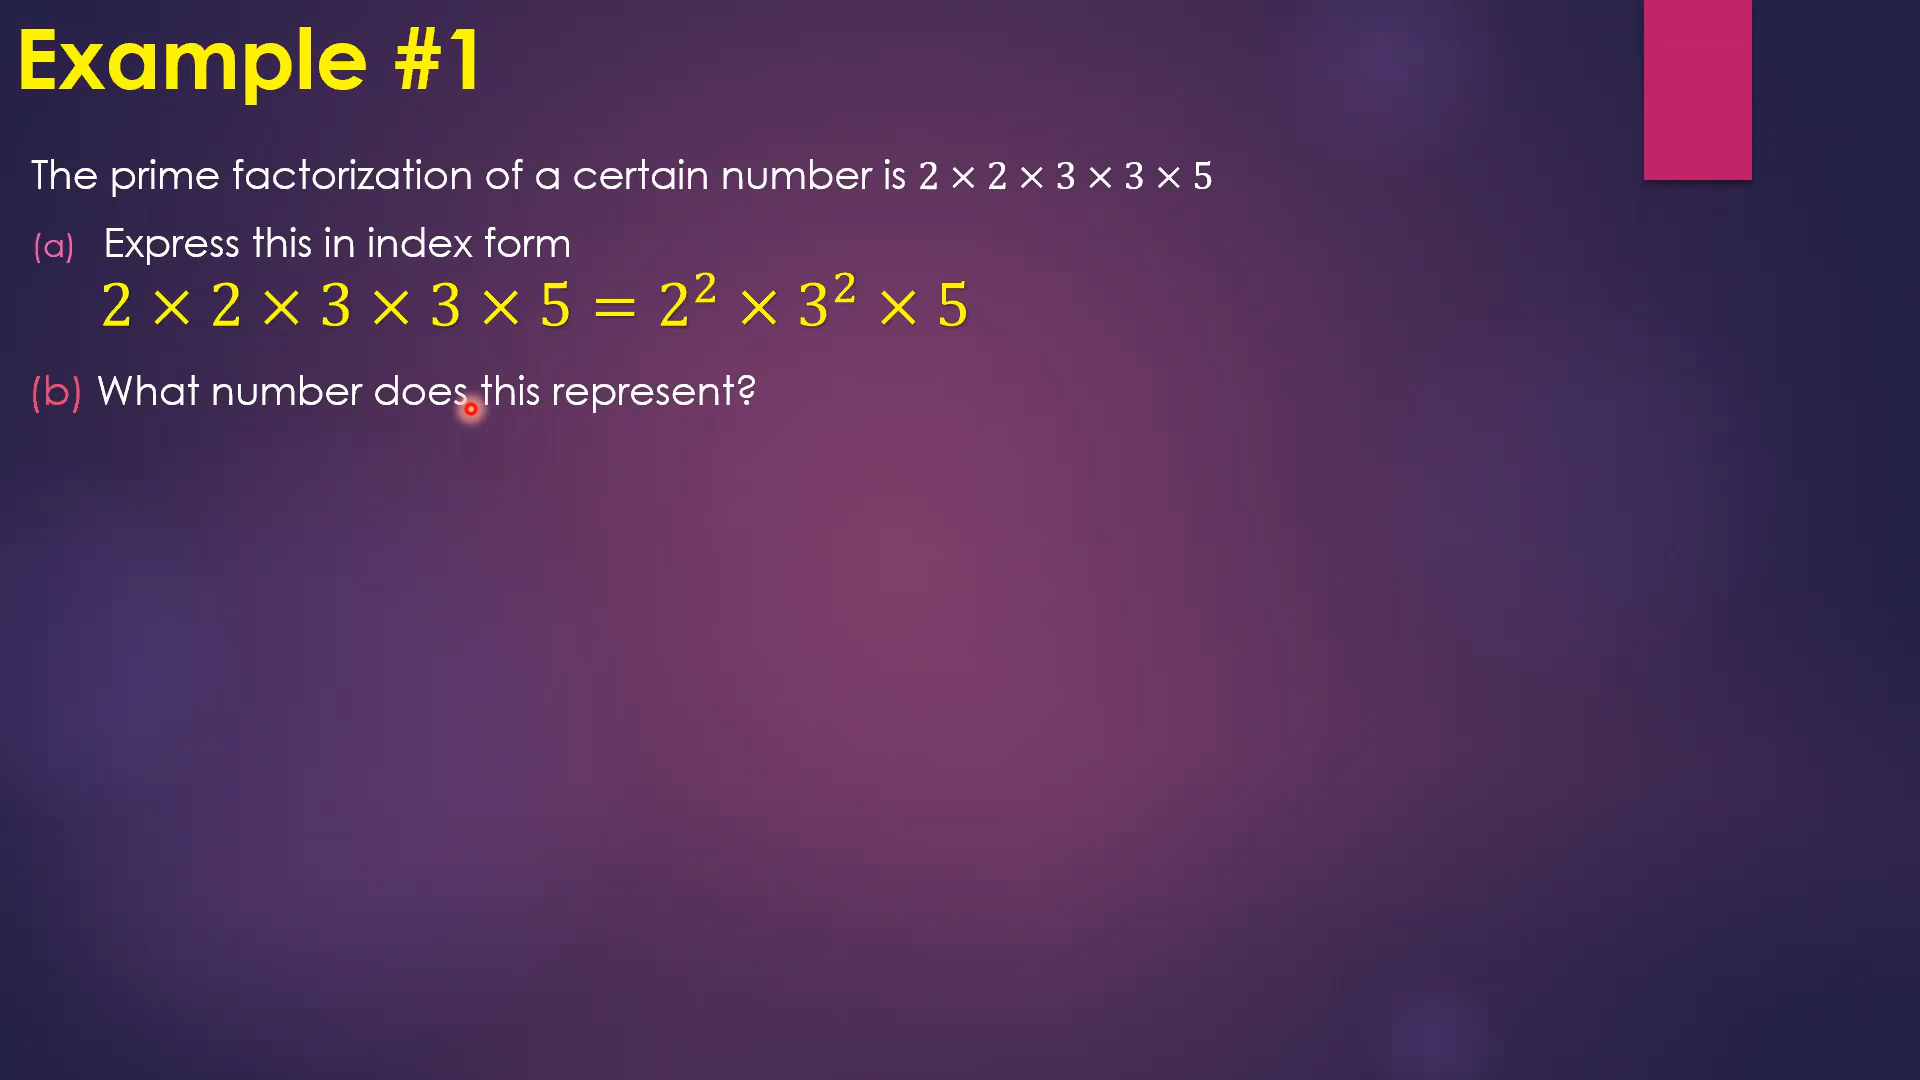 Example #1
The prime factorization of a certain number is 2 × 2 × 3 × 3 × 5
(a) Express this in index form
2 × 2 × 3 × 3 × 5 = 2² × 3² × 5
(b) What number does this represent?